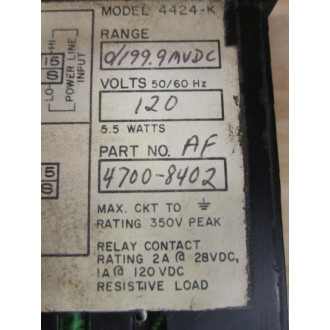 MODEL 4424-K
RANGE
0/199.9MVDC
VOLTS 50/60 Hz
120
5.5 WATTS
PART NO. AF
4700-8402
MAX. CKT TO ⏚
RATING 350V PEAK
RELAY CONTACT
RATING 2A @ 28VDC,
1A @ 120 VDC
RESISTIVE LOAD
HI
15
S
LO
POWER LINE
INPUT
5
S